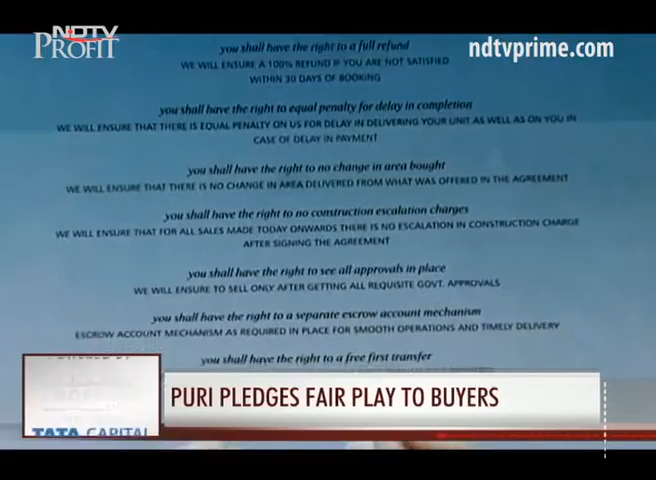 NDTV
PROFIT
ndtvprime.com
you shall have the right to a full refund
WE WILL ENSURE A 100% REFUND IF YOU ARE NOT SATISFIED
WITHIN 30 DAYS OF BOOKING
you shall have the right to equal penalty for delay in completion
WE WILL ENSURE THAT THERE IS EQUAL PENALTY ON US FOR DELAY IN DELIVERING YOUR UNIT AS WELL AS ON YOU IN
CASE OF DELAY IN PAYMENT
you shall have the right to no change in area bought
WE WILL ENSURE THAT THERE IS NO CHANGE IN AREA DELIVERED FROM WHAT WAS OFFERED IN THE AGREEMENT
you shall have the right to no construction escalation charges
WE WILL ENSURE THAT FOR ALL SALES MADE TODAY ONWARDS THERE IS NO ESCALATION IN CONSTRUCTION CHARGE
AFTER SIGNING THE AGREEMENT
you shall have the right to see all approvals in place
WE WILL ENSURE TO SELL ONLY AFTER GETTING ALL REQUISITE GOVT. APPROVALS
you shall have the right to a separate escrow account mechanism
ESCROW ACCOUNT MECHANISM AS REQUIRED IN PLACE FOR SMOOTH OPERATIONS AND TIMELY DELIVERY
you shall have the right to a free first transfer
POWERED BY
TATA CAPITAL
PURI PLEDGES FAIR PLAY TO BUYERS